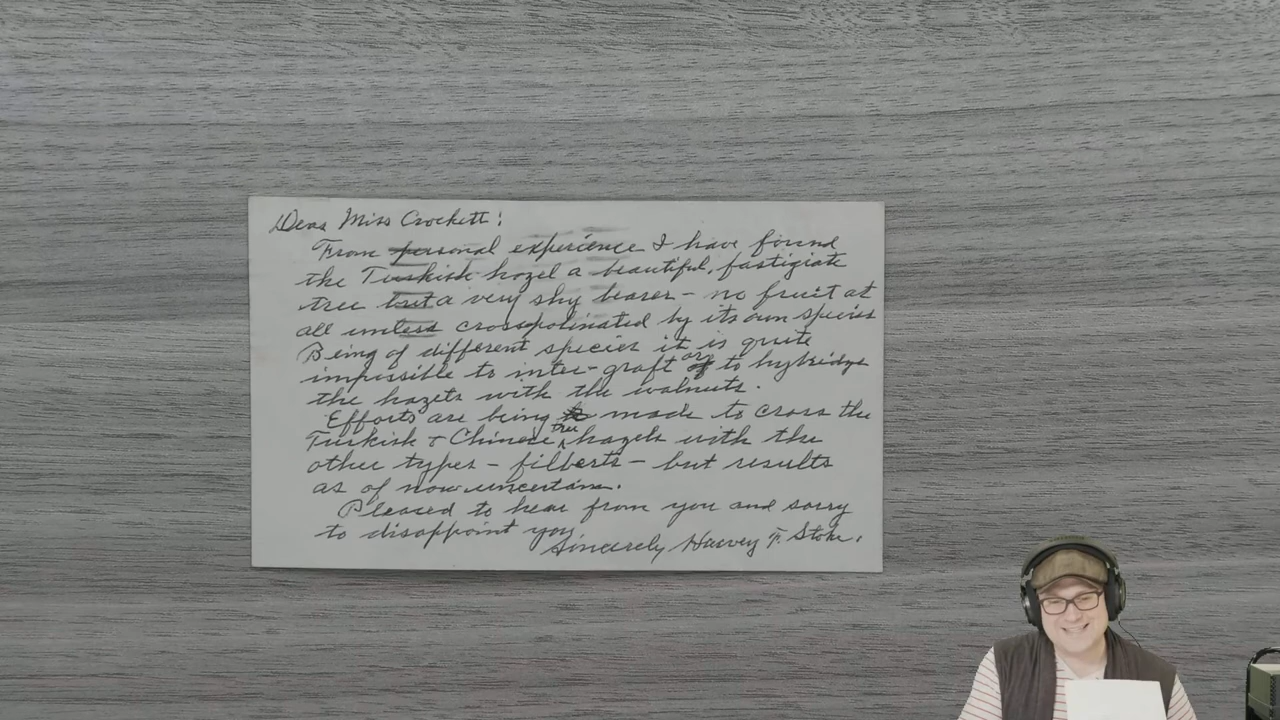 Dear Miss Crockett:
From personal experience I have found
the Turkish hazel a beautiful, fastigiate
tree but a very shy bearer - no fruit at
all unless crosspolinated by its own species
Being of different species it is quite
impossible to inter-graft or to hybridge
the hazels with the walnuts.
Efforts are being made to cross the
Turkish + Chinese tree hazels with the
other types - filberts - but results
as of now uncertain.
Pleased to hear from you and sorry
to disappoint you
Sincerely Harvey F. Stoke.